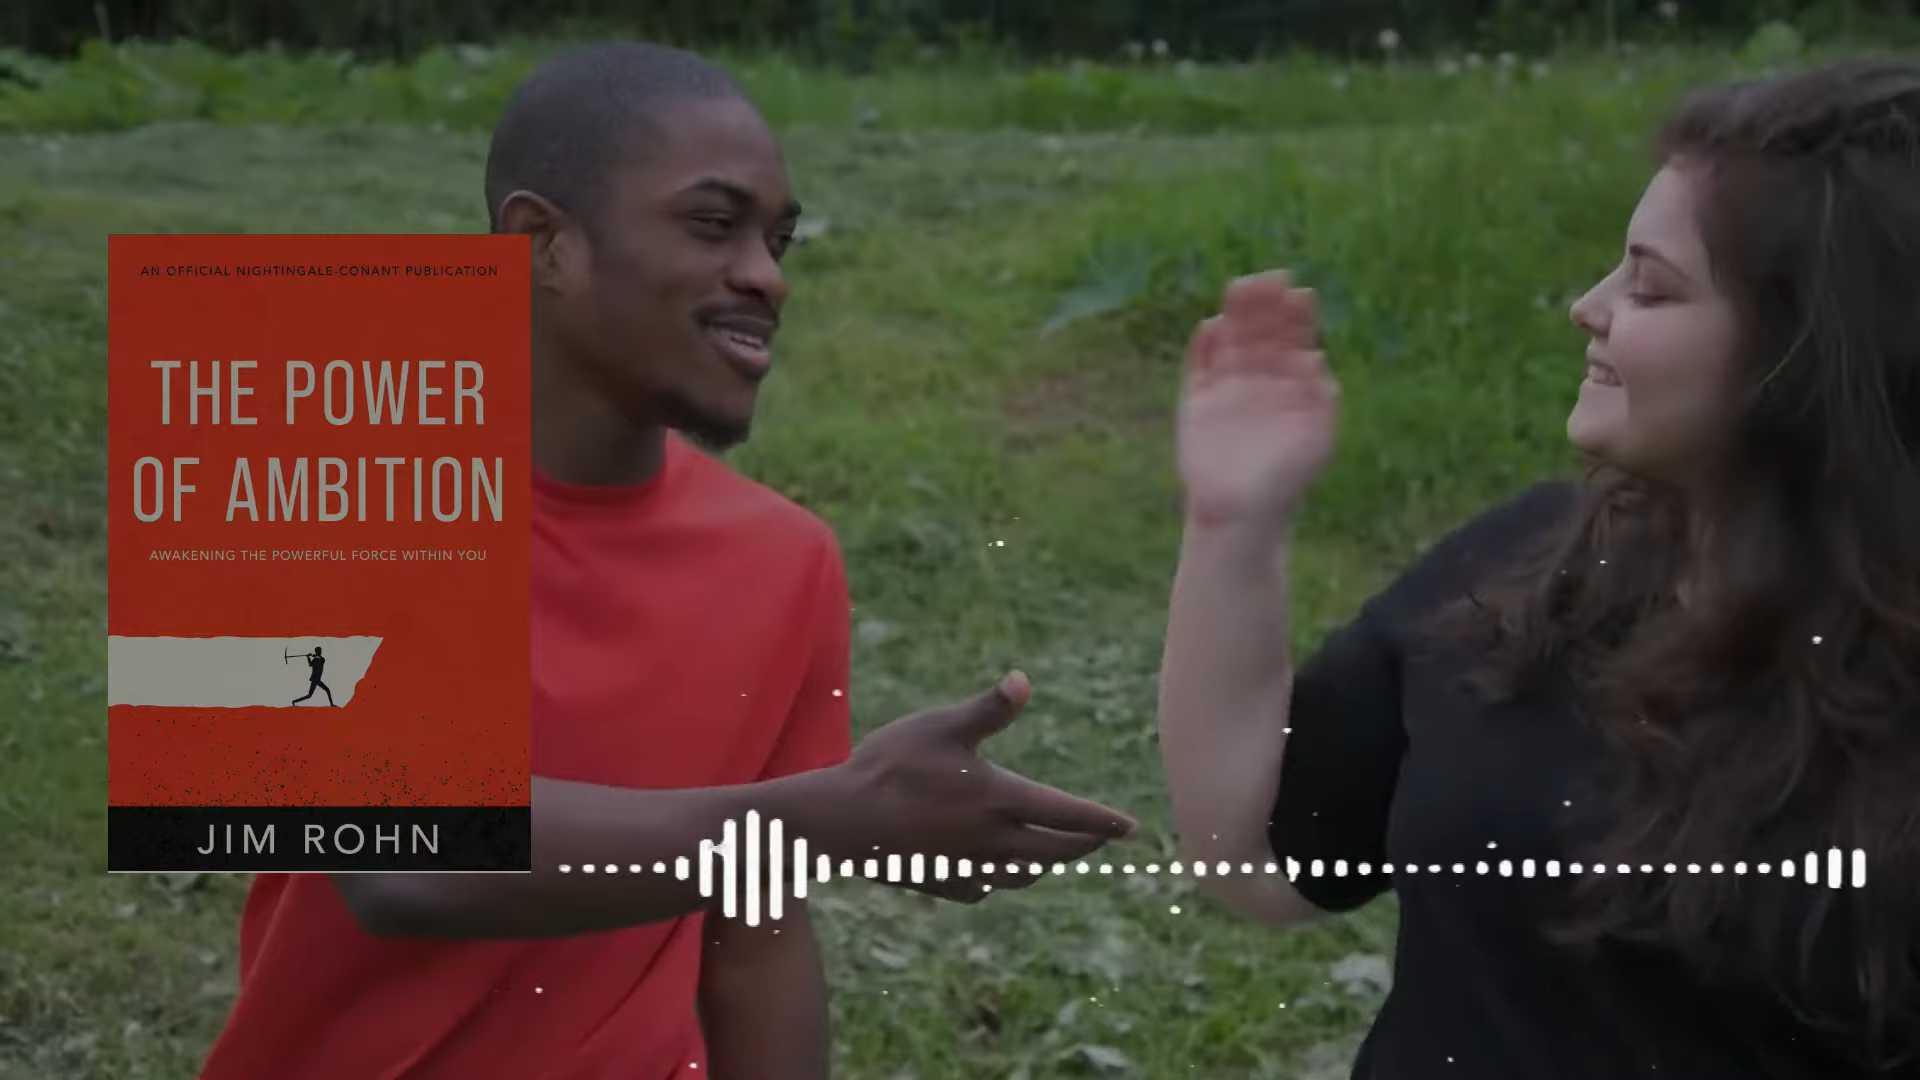 AN OFFICIAL NIGHTINGALE-CONANT PUBLICATION
THE POWER
OF AMBITION
AWAKENING THE POWERFUL FORCE WITHIN YOU
JIM ROHN